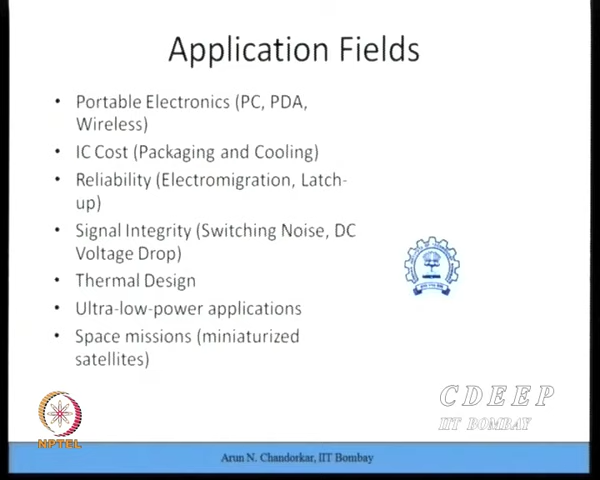 Application Fields
• Portable Electronics (PC, PDA,
Wireless)
• IC Cost (Packaging and Cooling)
• Reliability (Electromigration, Latch-
up)
• Signal Integrity (Switching Noise, DC
Voltage Drop)
• Thermal Design
• Ultra-low-power applications
• Space missions (miniaturized
satellites)
CDEEP
IIT BOMBAY
NPTEL
Arun N. Chandorkar, IIT Bombay